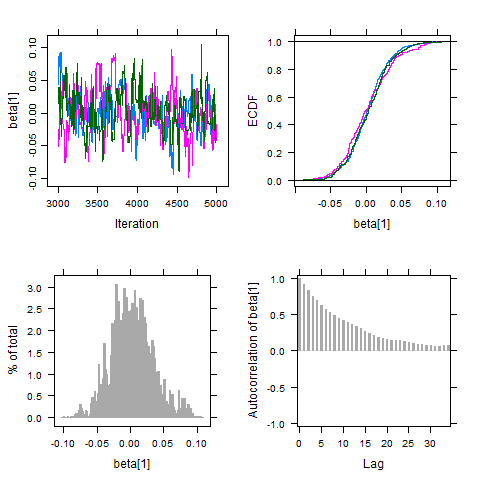 beta[1]
0.10
0.05
0.00
-0.05
-0.10
3000 3500 4000 4500 5000
Iteration
ECDF
1.0
0.8
0.6
0.4
0.2
0.0
-0.05 0.00 0.05 0.10
beta[1]
% of total
3.0
2.5
2.0
1.5
1.0
0.5
0.0
-0.10 -0.05 0.00 0.05 0.10
beta[1]
Autocorrelation of beta[1]
1.0
0.5
0.0
-0.5
-1.0
0 5 10 15 20 25 30
Lag